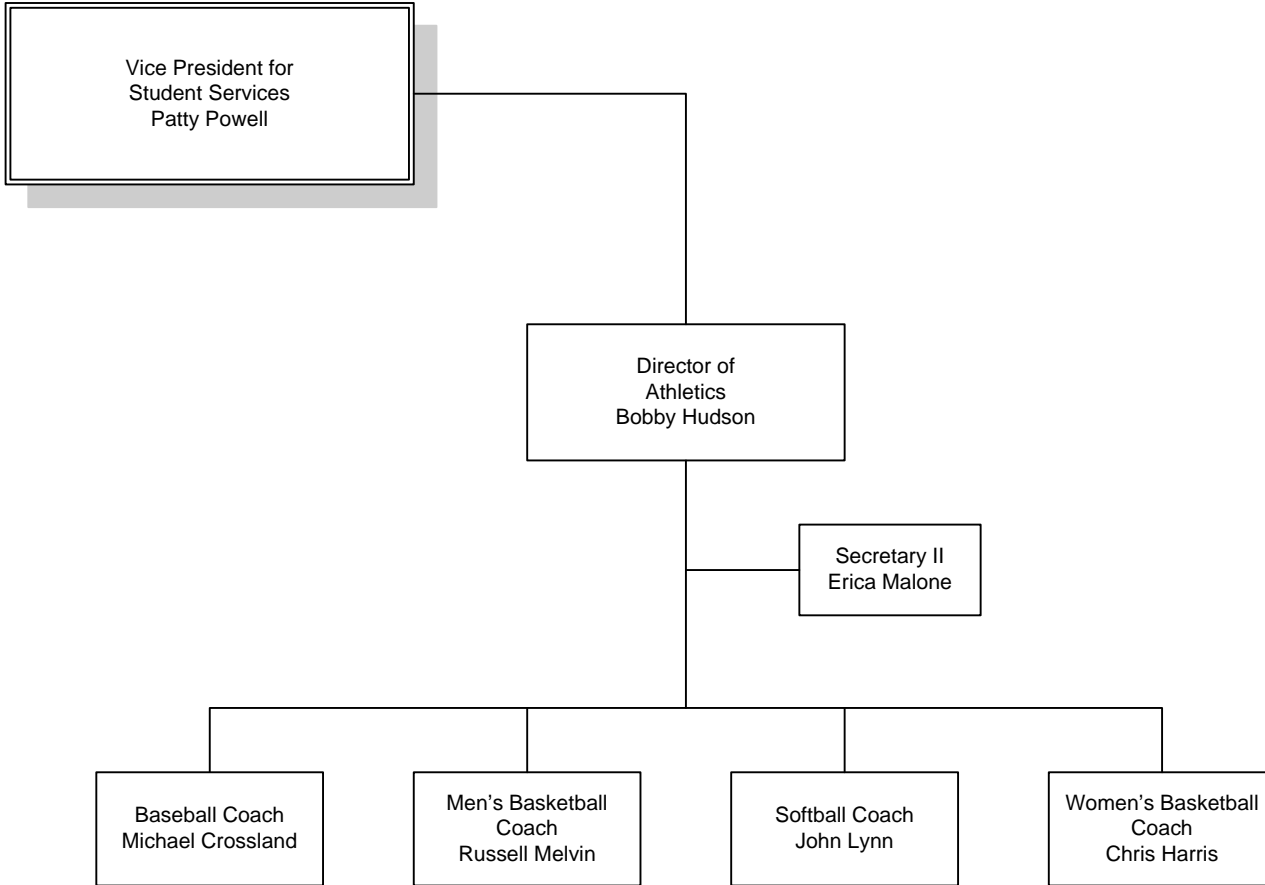 Vice President for
Student Services
Patty Powell
Director of
Athletics
Bobby Hudson
Secretary II
Erica Malone
Baseball Coach
Michael Crossland
Men’s Basketball
Coach
Russell Melvin
Softball Coach
John Lynn
Women’s Basketball
Coach
Chris Harris